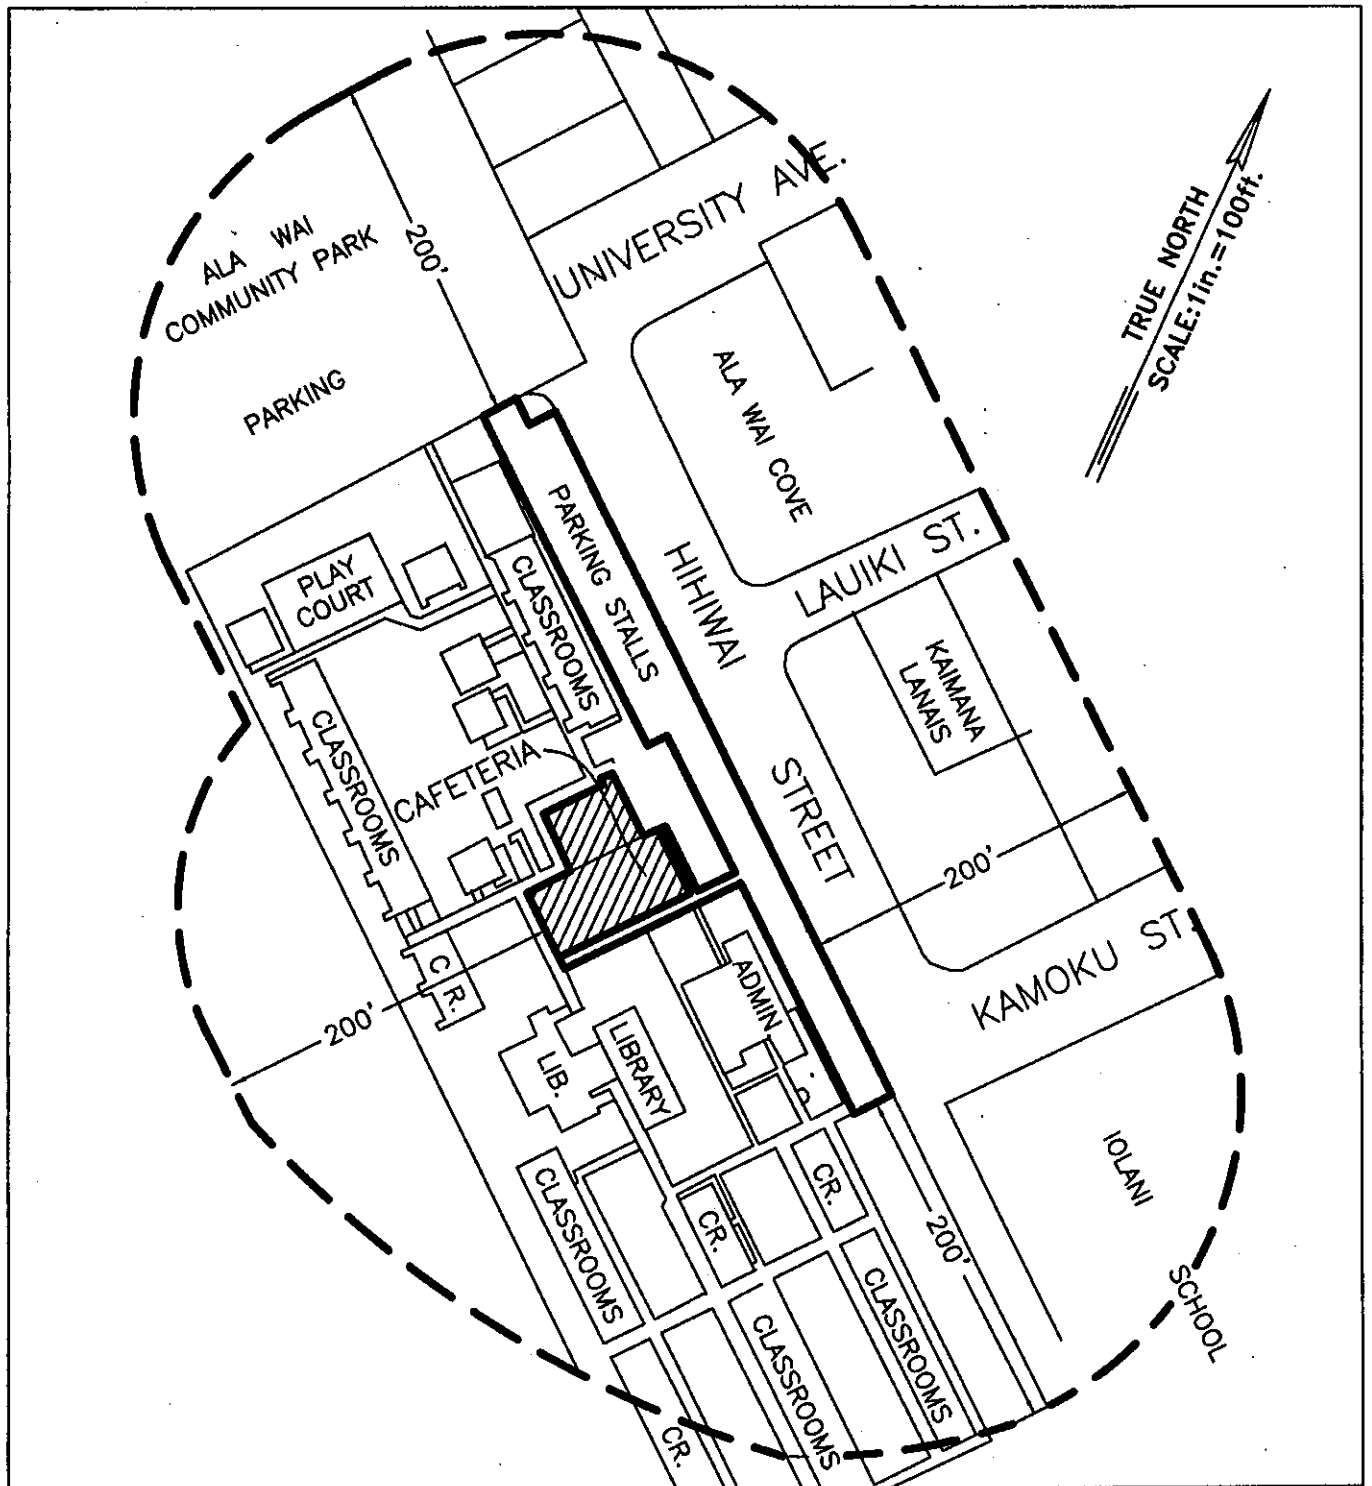 UNIVERSITY AVE.
TRUE NORTH
SCALE:1in.=100ft.
ALA WAI
COMMUNITY PARK
200'
PARKING
ALA WAI COVE
PARKING STALLS
HIHIWAI
STREET
LAUIKI ST.
PLAY
COURT
CLASSROOMS
KAIMANA
LANAIS
CLASSROOMS
CAFETERIA
200'
KAMOKU ST.
C.R.
ADMIN
200'
LIB.
LIBRARY
IOLANI
SCHOOL
CLASSROOMS
CR.
CR.
200'
CLASSROOMS
CLASSROOMS
CR.